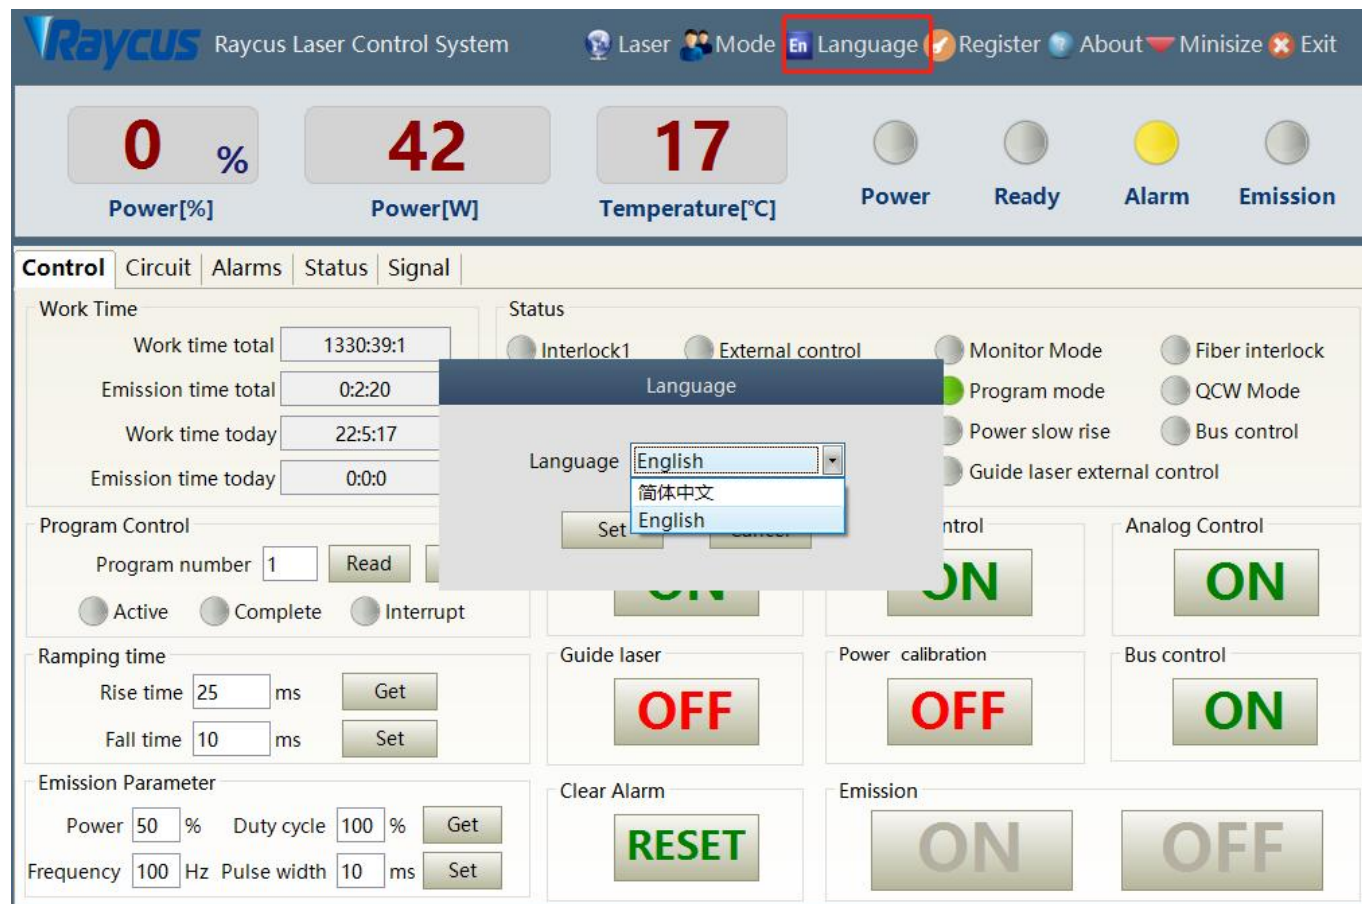 Raycus Raycus Laser Control System Laser Mode En Language Register About Minisize Exit
0 % 42 17
Power[%] Power[W] Temperature[℃] Power Ready Alarm Emission
Control Circuit Alarms Status Signal
Work Time
Work time total 1330:39:1
Emission time total 0:2:20
Work time today 22:5:17
Emission time today 0:0:0
Status
Interlock1 External control Monitor Mode Fiber interlock
Program mode QCW Mode
Power slow rise Bus control
Guide laser external control
Language
Language English
简体中文
English
Set
Program Control
Program number 1 Read
Active Complete Interrupt
ntrol
ON
Analog Control
ON
Ramping time
Rise time 25 ms Get
Fall time 10 ms Set
Guide laser
OFF
Power calibration
OFF
Bus control
ON
Emission Parameter
Power 50 % Duty cycle 100 % Get
Frequency 100 Hz Pulse width 10 ms Set
Clear Alarm
RESET
Emission
ON OFF